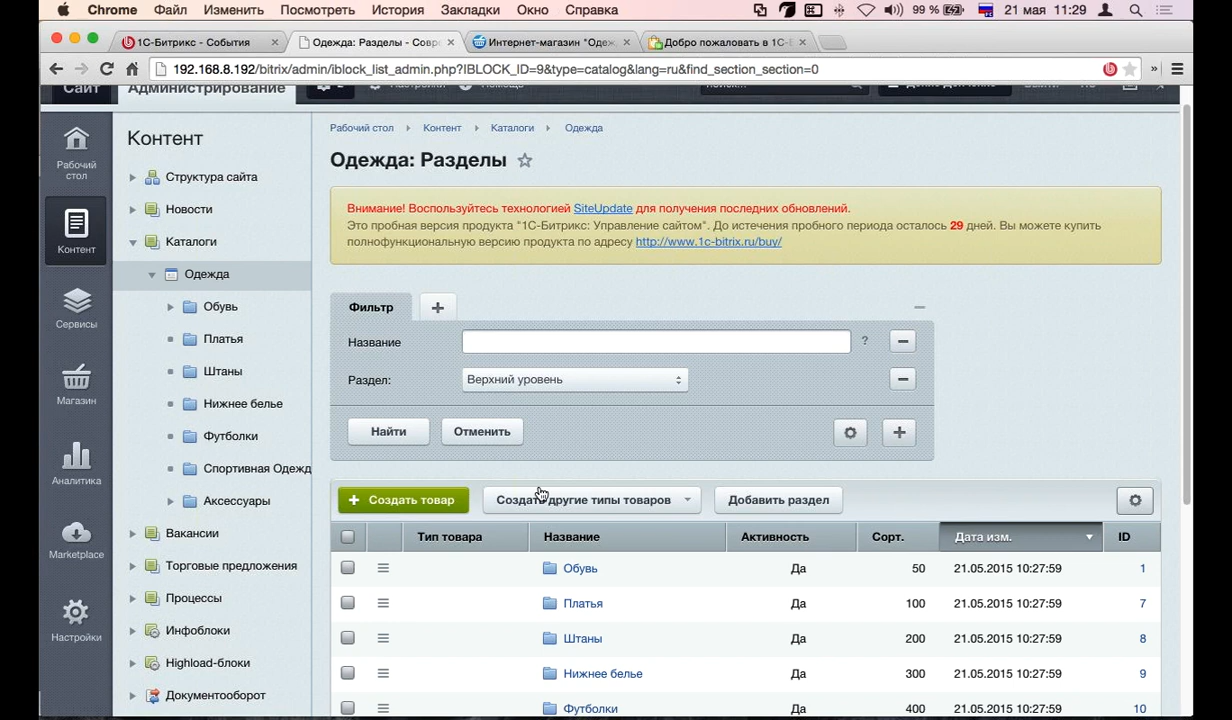 Chrome Файл Изменить Посмотреть История Закладки Окно Справка 99 % 21 мая 11:29
1С-Битрикс - События
Одежда: Разделы - Совро
Интернет-магазин "Одеж
Добро пожаловать в 1С-Б
192.168.8.192/bitrix/admin/iblock_list_admin.php?IBLOCK_ID=9&type=catalog&lang=ru&find_section_section=0
Сайт Администрирование
Рабочий стол
Контент
Сервисы
Магазин
Аналитика
Marketplace
Настройки
Контент
Структура сайта
Новости
Каталоги
Одежда
Обувь
Платья
Штаны
Нижнее белье
Футболки
Спортивная Одежд
Аксессуары
Вакансии
Торговые предложения
Процессы
Инфоблоки
Highload-блоки
Документооборот
Рабочий стол Контент Каталоги Одежда
Одежда: Разделы
Внимание! Воспользуйтесь технологией SiteUpdate для получения последних обновлений.
Это пробная версия продукта "1С-Битрикс: Управление сайтом". До истечения пробного периода осталось 29 дней. Вы можете купить
полнофункциональную версию продукта по адресу http://www.1c-bitrix.ru/buy/
Фильтр
Название ?
Раздел: Верхний уровень
Найти Отменить
Создать товар Создать другие типы товаров Добавить раздел
Тип товара Название Активность Сорт. Дата изм. ID
Обувь Да 50 21.05.2015 10:27:59 1
Платья Да 100 21.05.2015 10:27:59 7
Штаны Да 200 21.05.2015 10:27:59 8
Нижнее белье Да 300 21.05.2015 10:27:59 9
Футболки Да 400 21.05.2015 10:27:59 10